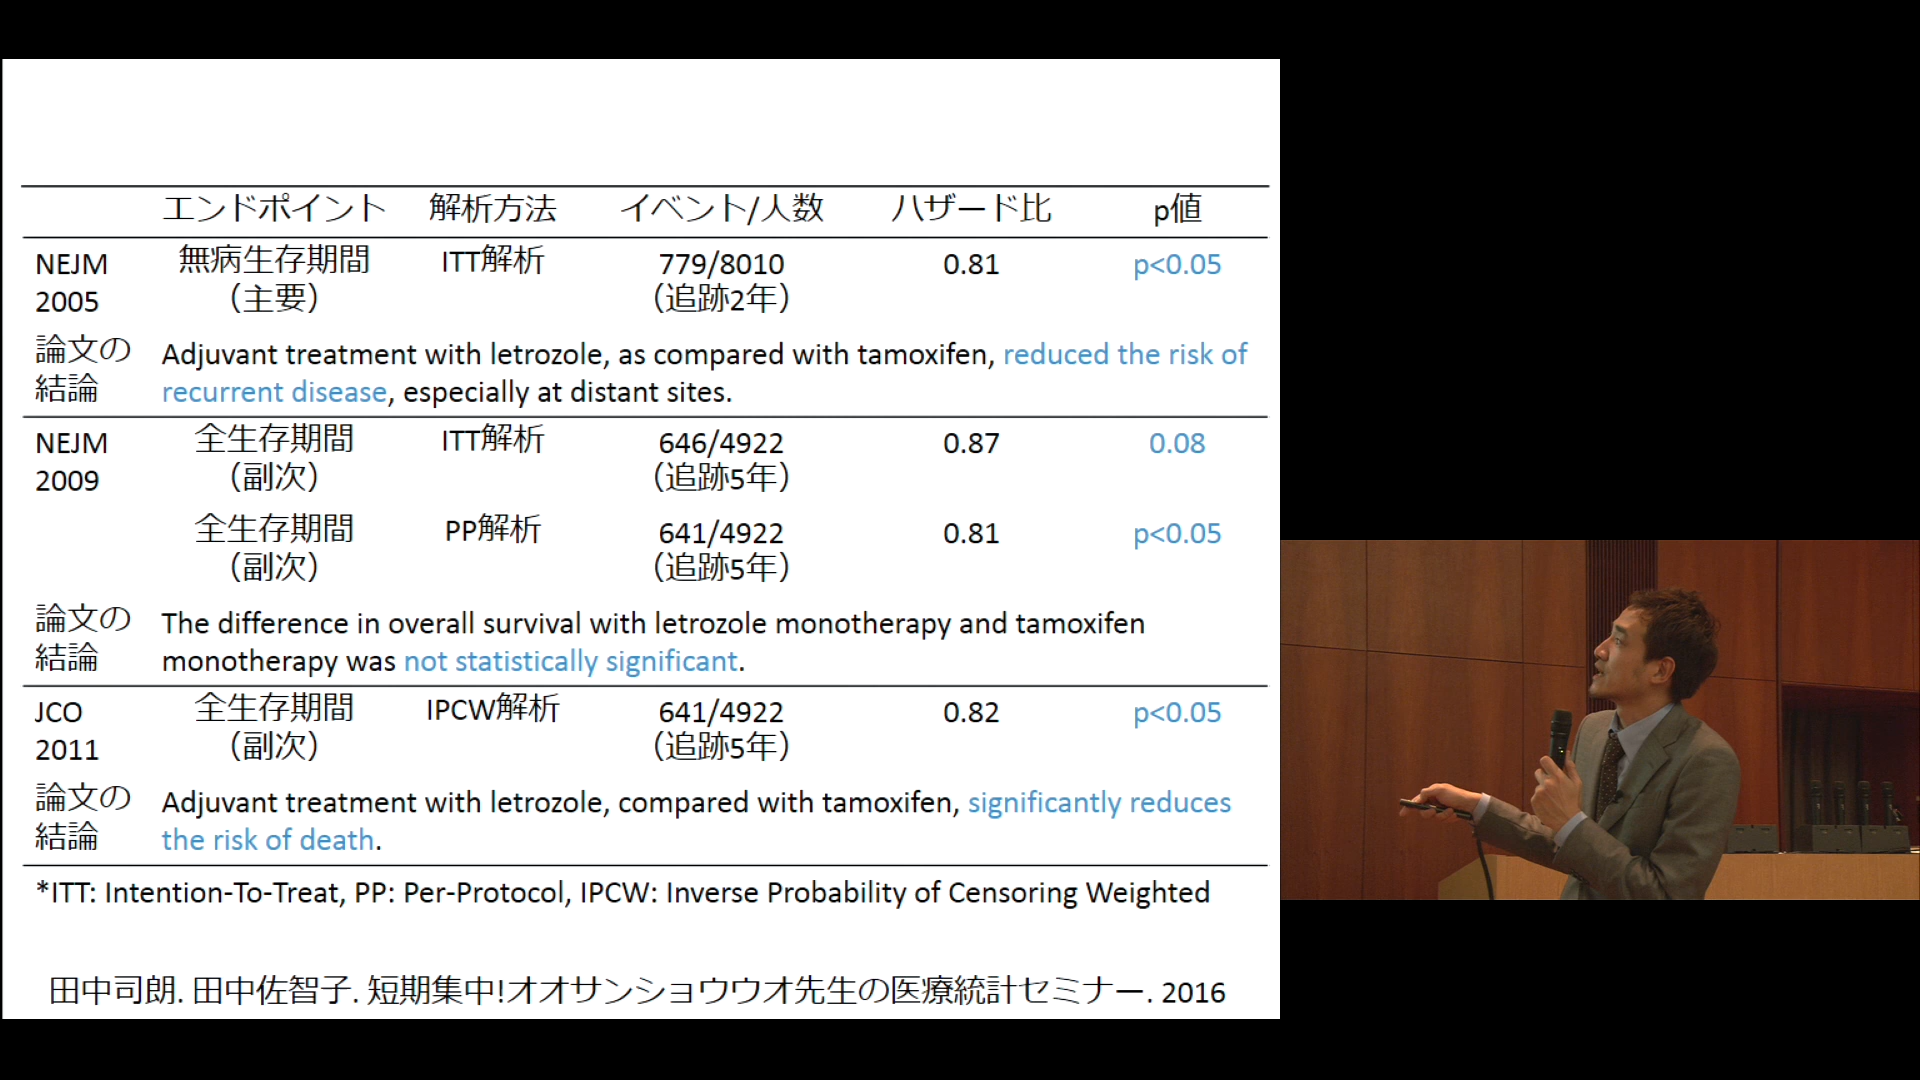 エンドポイント 解析方法 イベント/人数 ハザード比 p値
NEJM 2005 無病生存期間（主要） ITT解析 779/8010（追跡2年） 0.81 p<0.05
論文の結論 Adjuvant treatment with letrozole, as compared with tamoxifen, reduced the risk of
recurrent disease, especially at distant sites.
NEJM 2009 全生存期間（副次） ITT解析 646/4922（追跡5年） 0.87 0.08
全生存期間（副次） PP解析 641/4922（追跡5年） 0.81 p<0.05
論文の結論 The difference in overall survival with letrozole monotherapy and tamoxifen
monotherapy was not statistically significant.
JCO 2011 全生存期間（副次） IPCW解析 641/4922（追跡5年） 0.82 p<0.05
論文の結論 Adjuvant treatment with letrozole, compared with tamoxifen, significantly reduces
the risk of death.
*ITT: Intention-To-Treat, PP: Per-Protocol, IPCW: Inverse Probability of Censoring Weighted
田中司朗. 田中佐智子. 短期集中!オオサンショウウオ先生の医療統計セミナー. 2016